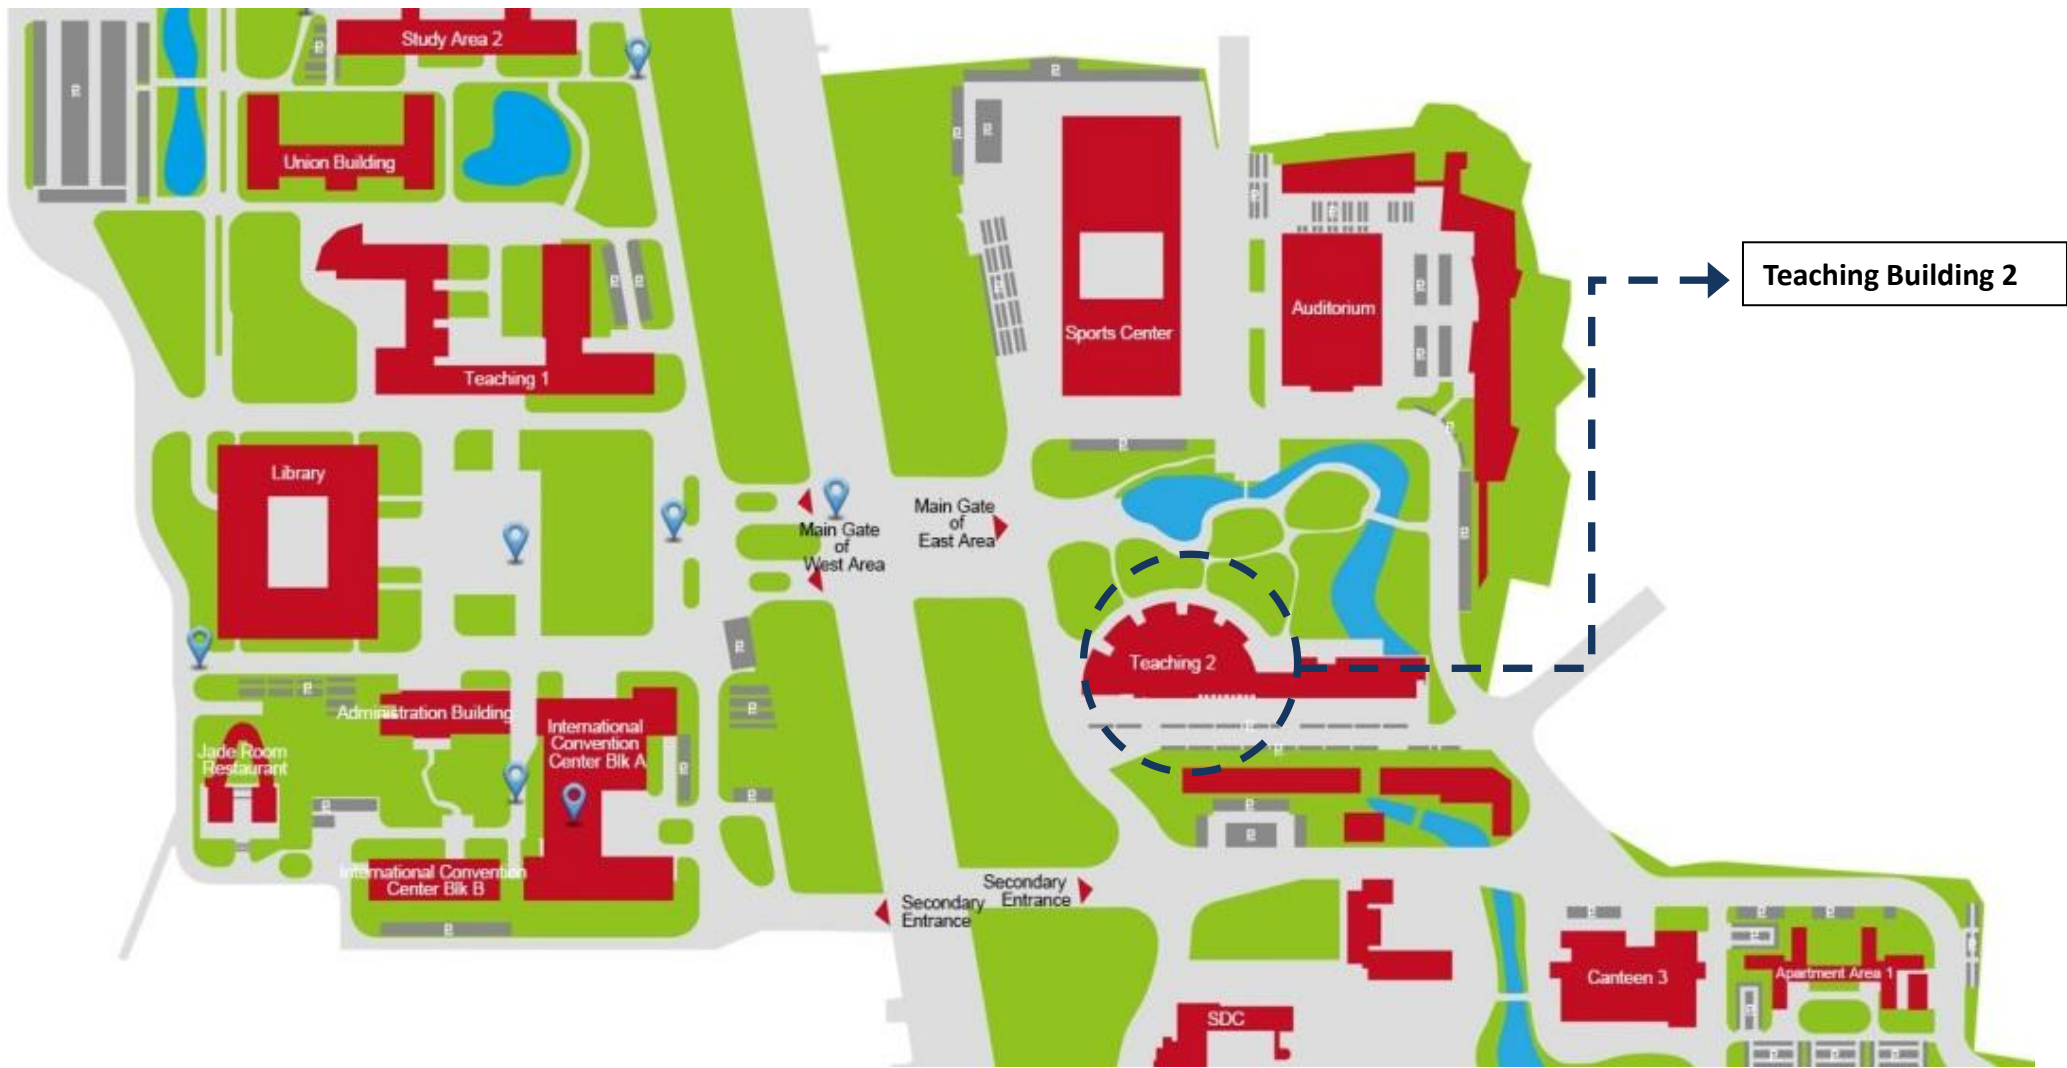 Study Area 2
Union Building
Teaching 1
Library
Sports Center
Auditorium
Teaching Building 2
Main Gate
of
West Area
Main Gate
of
East Area
Teaching 2
Administration Building
International
Convention
Center Blk A
Jade Room
Restaurant
International Convention
Center Blk B
Secondary
Entrance
Secondary
Entrance
Canteen 3
Apartment Area 1
SDC